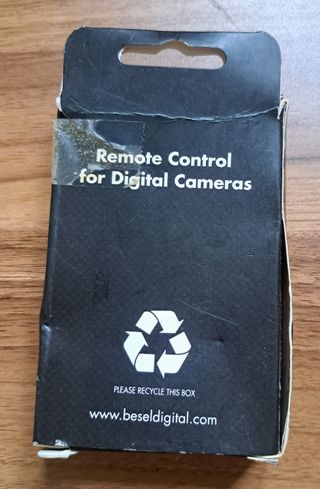 Remote Control
for Digital Cameras
PLEASE RECYCLE THIS BOX
www.beseldigital.com